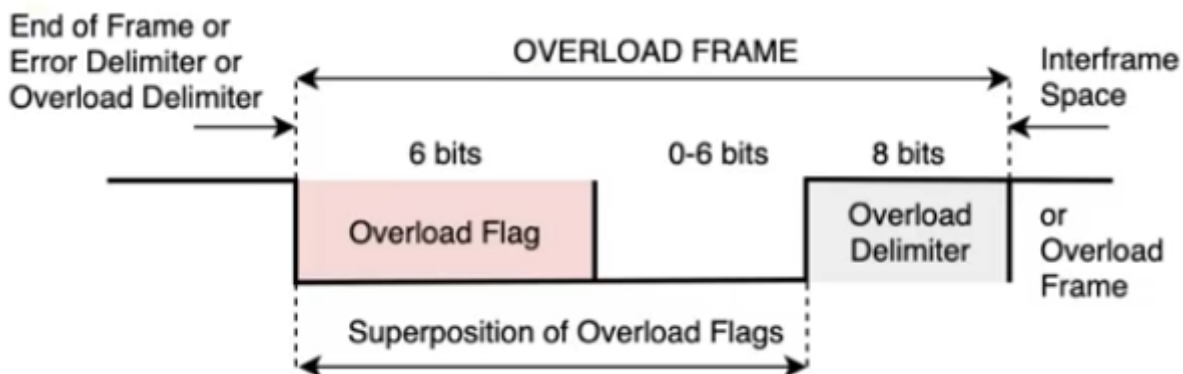 End of Frame or
Error Delimiter or
Overload Delimiter
OVERLOAD FRAME
Interframe
Space
6 bits
0-6 bits
8 bits
Overload Flag
Overload
Delimiter
or
Overload
Frame
Superposition of Overload Flags